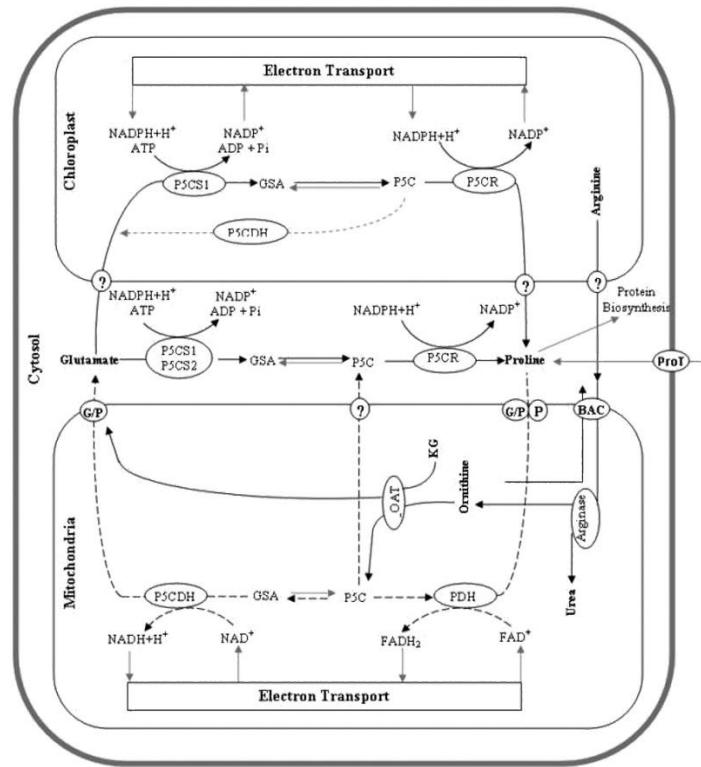 Electron Transport
Chloroplast
NADPH+H+
ATP
NADP+
ADP + Pi
NADPH+H+
NADP+
P5CS1
GSA
P5C
P5CR
Arginine
P5CDH
?
?
?
Cytosol
NADPH+H+
ATP
NADP+
ADP + Pi
NADPH+H+
NADP+
Protein
Biosynthesis
Glutamate
P5CS1
P5CS2
GSA
P5C
P5CR
Proline
ProT
G/P
?
G/P
P
BAC
Mitochondria
KG
OAT
Ornithine
Arginase
Urea
P5CDH
GSA
P5C
PDH
NADH+H+
NAD+
FADH2
FAD+
Electron Transport